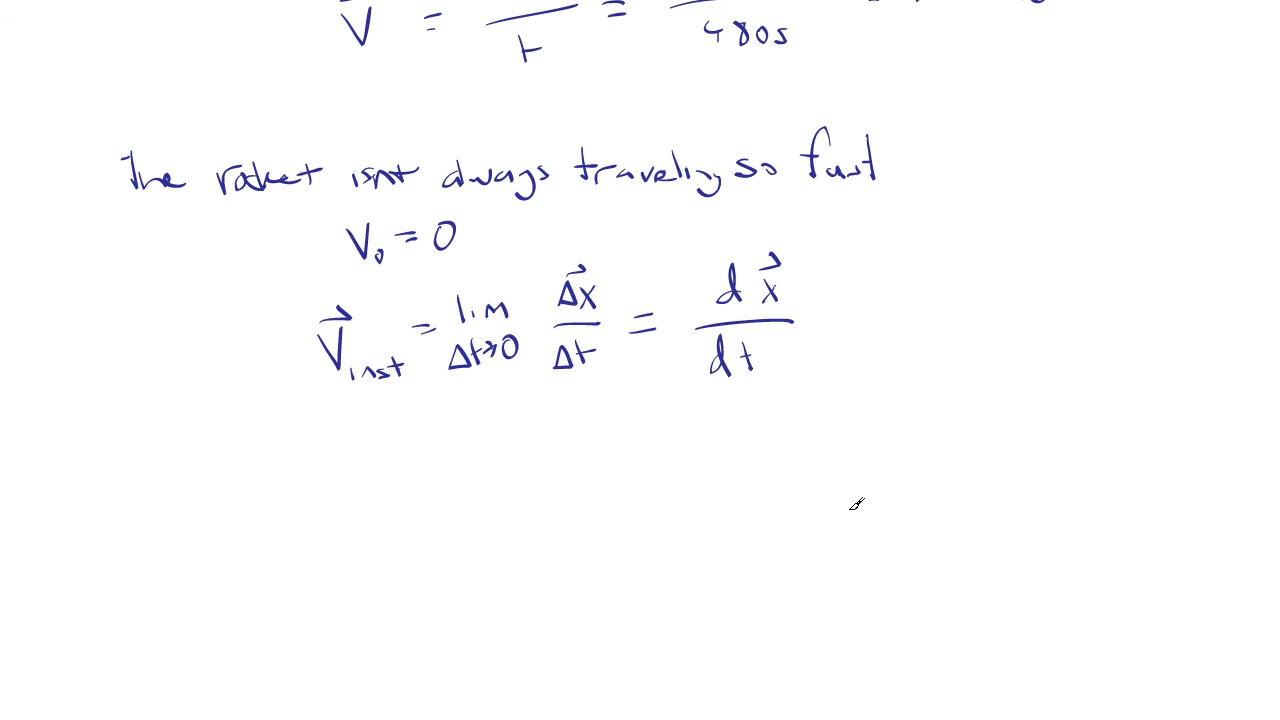 V = / t = / 480s
The rocket isnt always traveling so fast
V₀ = 0
V⃗inst = lim Δt→0 Δx⃗/Δt = dx⃗/dt